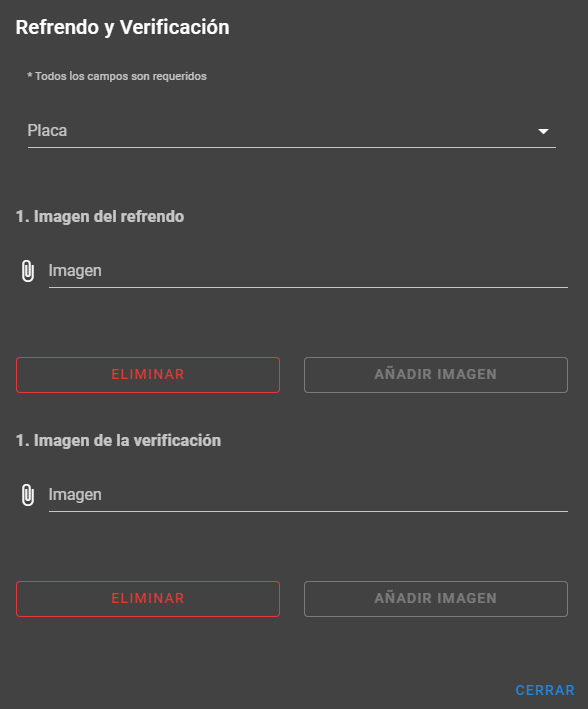 Refrendo y Verificación
* Todos los campos son requeridos
Placa
1. Imagen del refrendo
Imagen
ELIMINAR AÑADIR IMAGEN
1. Imagen de la verificación
Imagen
ELIMINAR AÑADIR IMAGEN
CERRAR